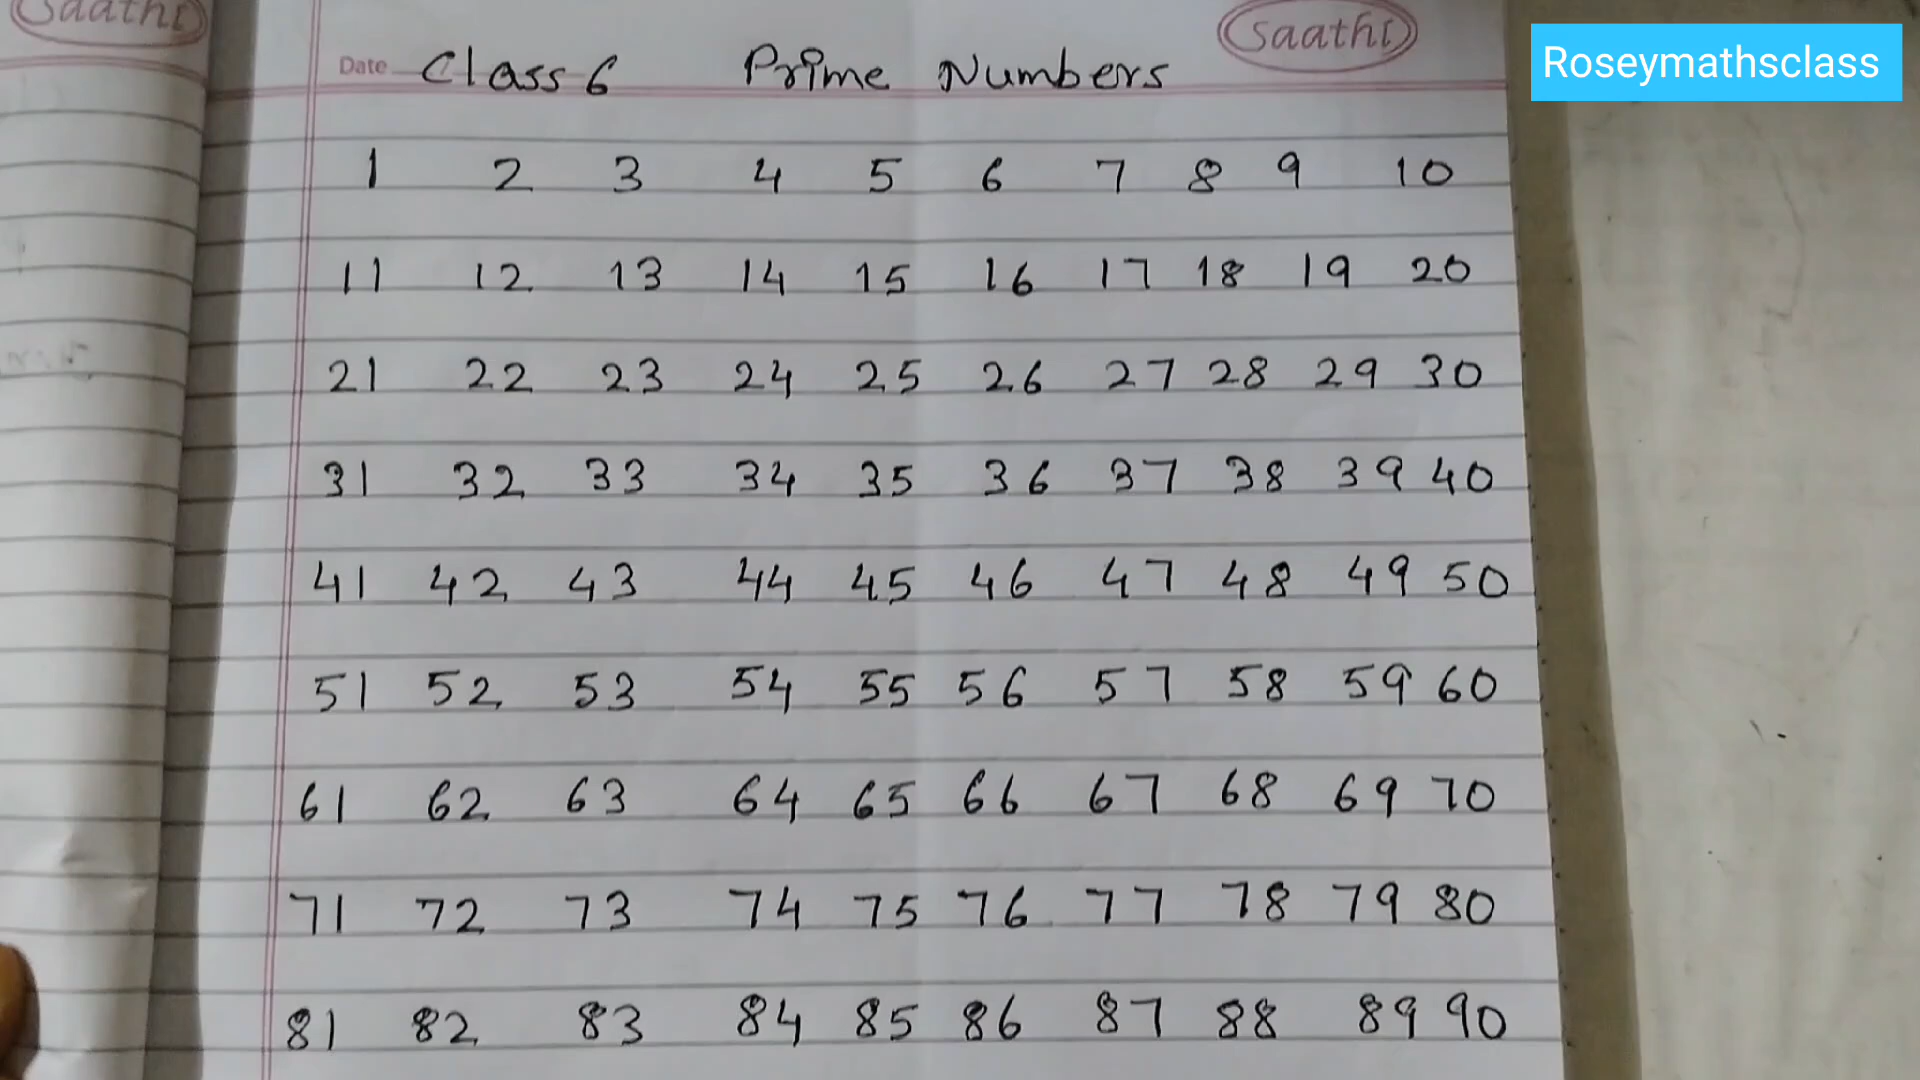 Saathi
Saathi
Roseymathsclass
Date Class 6 Prime Numbers
1 2 3 4 5 6 7 8 9 10
11 12 13 14 15 16 17 18 19 20
21 22 23 24 25 26 27 28 29 30
31 32 33 34 35 36 37 38 39 40
41 42 43 44 45 46 47 48 49 50
51 52 53 54 55 56 57 58 59 60
61 62 63 64 65 66 67 68 69 70
71 72 73 74 75 76 77 78 79 80
81 82 83 84 85 86 87 88 89 90